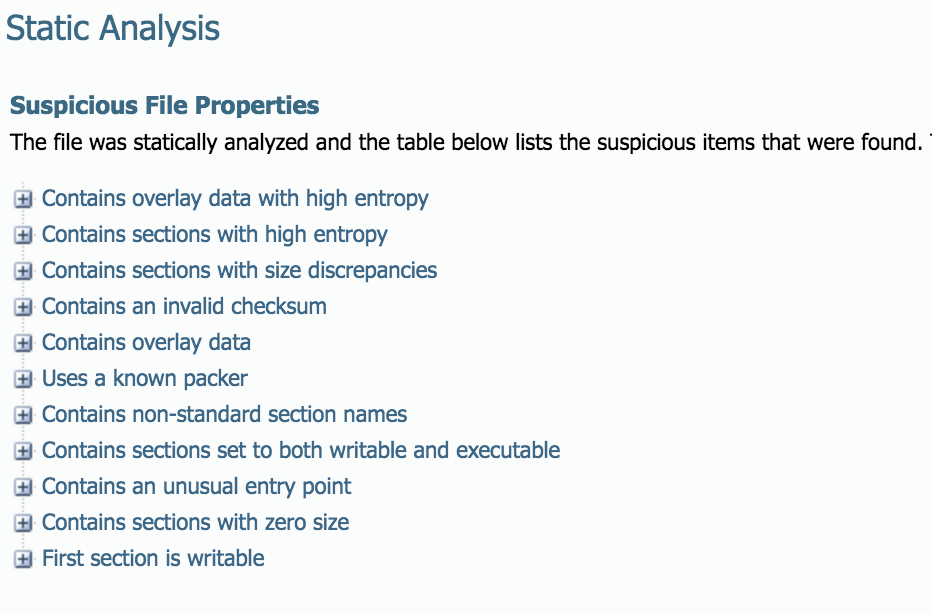 Static Analysis
Suspicious File Properties
The file was statically analyzed and the table below lists the suspicious items that were found.
Contains overlay data with high entropy
Contains sections with high entropy
Contains sections with size discrepancies
Contains an invalid checksum
Contains overlay data
Uses a known packer
Contains non-standard section names
Contains sections set to both writable and executable
Contains an unusual entry point
Contains sections with zero size
First section is writable